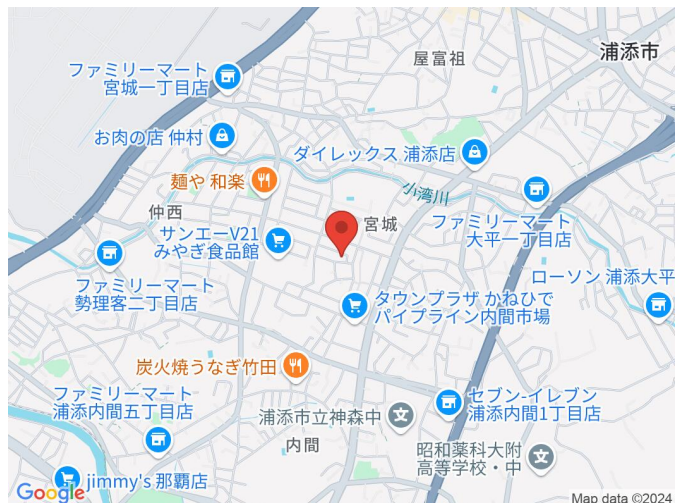 浦添市
屋富祖
ファミリーマート
宮城一丁目店
お肉の店 仲村
ダイレックス 浦添店
麺や 和楽
小湾川
仲西
宮城
ファミリーマート
大平一丁目店
サンエーV21
みやぎ食品館
ファミリーマート
勢理客二丁目店
ローソン 浦添大平
タウンプラザ かねひで
パイプライン内間市場
炭火焼うなぎ竹田
ファミリーマート
浦添内間五丁目店
セブン-イレブン
浦添内間1丁目店
浦添市立神森中
内間
昭和薬科大附
高等学校・中
jimmy's 那覇店
Google
Map data ©2024